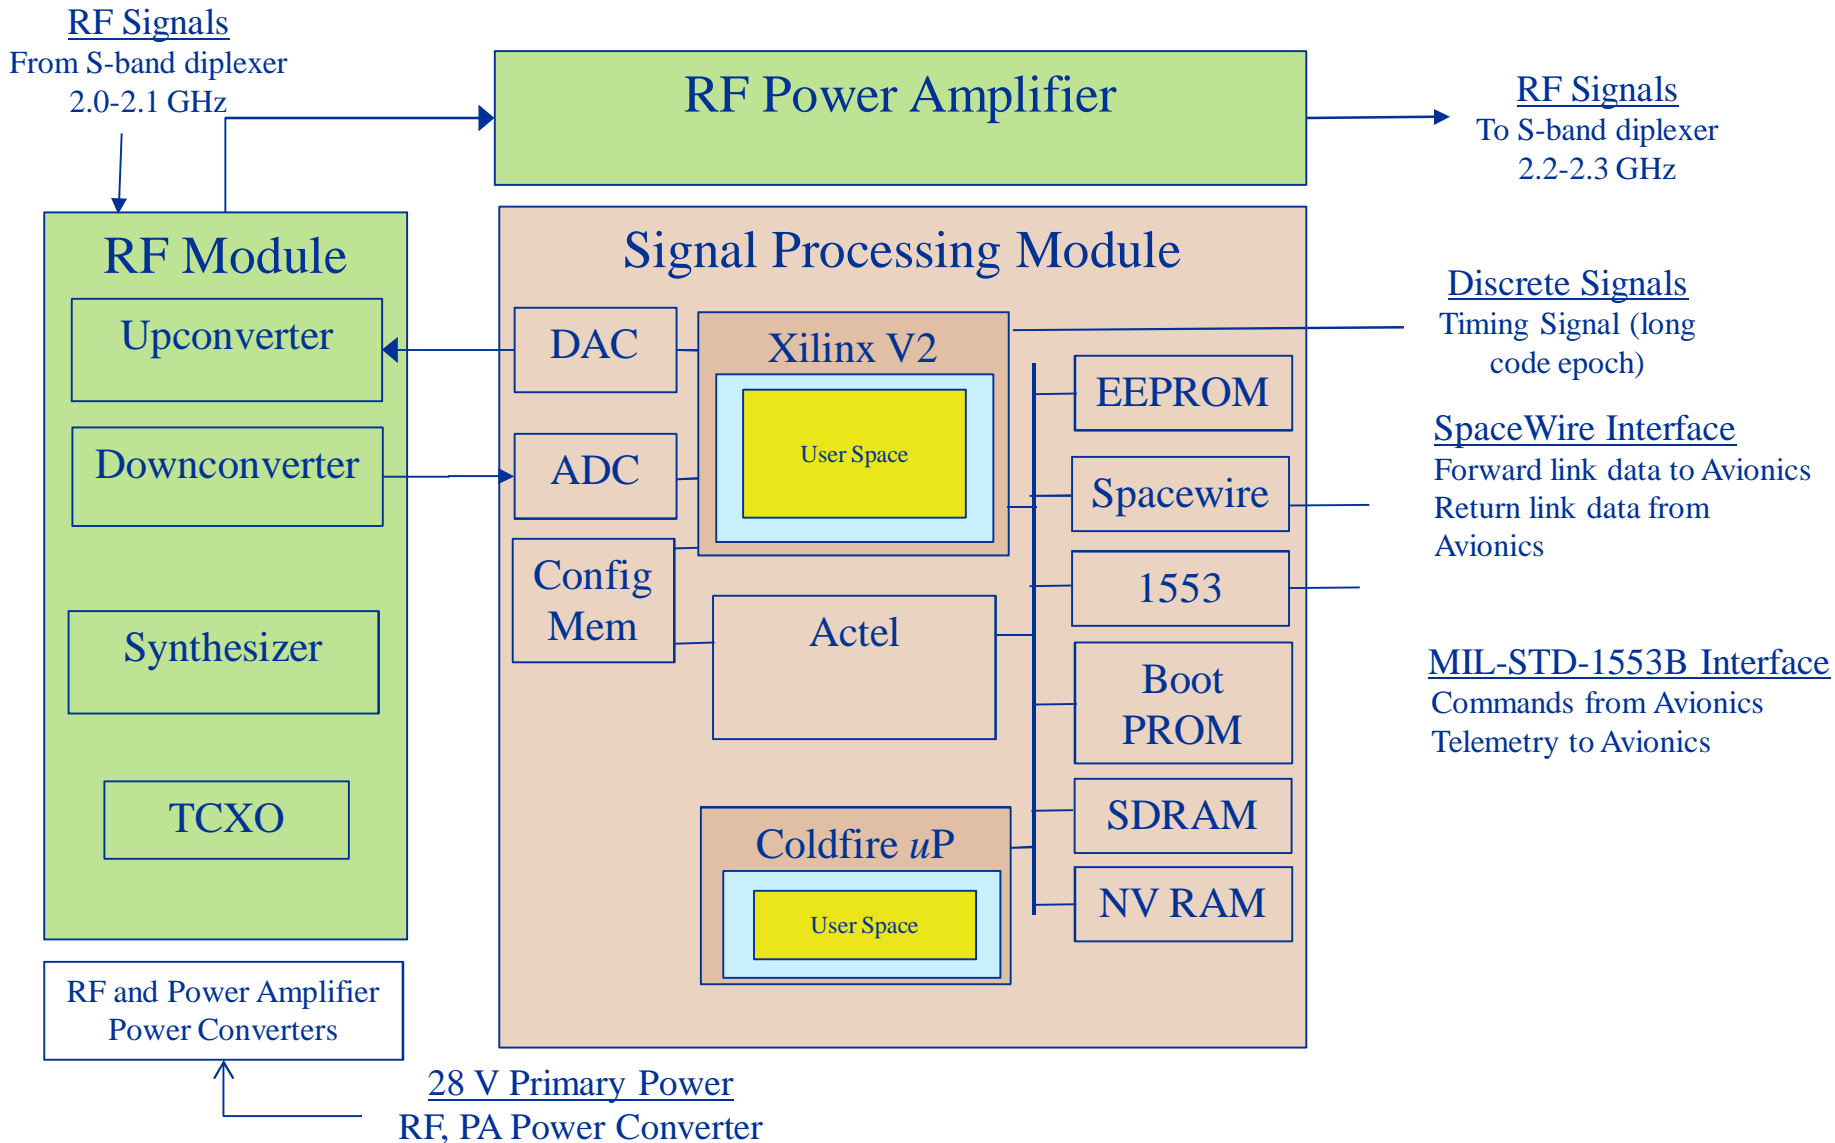 RF Signals
From S-band diplexer
2.0-2.1 GHz
RF Power Amplifier
RF Signals
To S-band diplexer
2.2-2.3 GHz
RF Module
Upconverter
Downconverter
Synthesizer
TCXO
Signal Processing Module
DAC
ADC
Config
Mem
Xilinx V2
User Space
Actel
Coldfire uP
User Space
EEPROM
Spacewire
1553
Boot
PROM
SDRAM
NV RAM
Discrete Signals
Timing Signal (long
code epoch)
SpaceWire Interface
Forward link data to Avionics
Return link data from
Avionics
MIL-STD-1553B Interface
Commands from Avionics
Telemetry to Avionics
RF and Power Amplifier
Power Converters
28 V Primary Power
RF, PA Power Converter